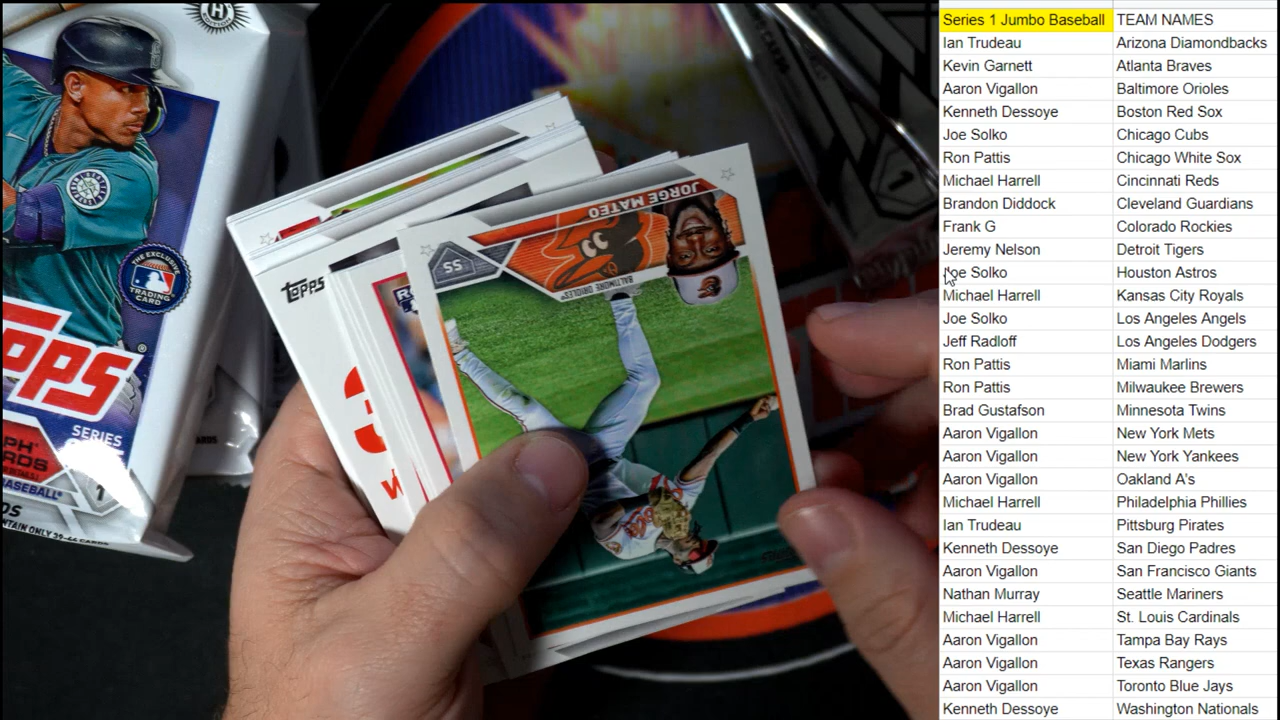 H
THE EXCLUSIVE
TRADING CARD
OPPS
SERIES
BASEBALL
TOPPS
JORGE MATEO
SS
BALTIMORE ORIOLES
Series 1 Jumbo Baseball TEAM NAMES
Ian Trudeau Arizona Diamondbacks
Kevin Garnett Atlanta Braves
Aaron Vigallon Baltimore Orioles
Kenneth Dessoye Boston Red Sox
Joe Solko Chicago Cubs
Ron Pattis Chicago White Sox
Michael Harrell Cincinnati Reds
Brandon Diddock Cleveland Guardians
Frank G Colorado Rockies
Jeremy Nelson Detroit Tigers
Joe Solko Houston Astros
Michael Harrell Kansas City Royals
Joe Solko Los Angeles Angels
Jeff Radloff Los Angeles Dodgers
Ron Pattis Miami Marlins
Ron Pattis Milwaukee Brewers
Brad Gustafson Minnesota Twins
Aaron Vigallon New York Mets
Aaron Vigallon New York Yankees
Aaron Vigallon Oakland A's
Michael Harrell Philadelphia Phillies
Ian Trudeau Pittsburg Pirates
Kenneth Dessoye San Diego Padres
Aaron Vigallon San Francisco Giants
Nathan Murray Seattle Mariners
Michael Harrell St. Louis Cardinals
Aaron Vigallon Tampa Bay Rays
Aaron Vigallon Texas Rangers
Aaron Vigallon Toronto Blue Jays
Kenneth Dessoye Washington Nationals